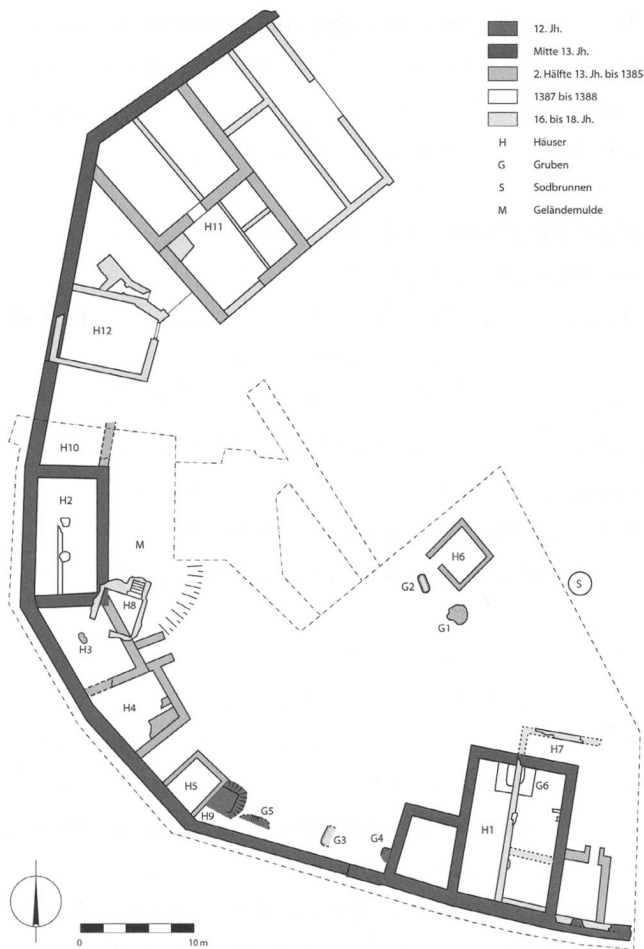 12. Jh.
Mitte 13. Jh.
2. Hälfte 13. Jh. bis 1385
1387 bis 1388
16. bis 18. Jh.
H Häuser
G Gruben
S Sodbrunnen
M Geländemulde
H11
H12
H10
H2
M
H6
G2
S
G1
H8
H3
H4
H7
H5
G6
H9
G5
G3
G4
H1
0 10 m